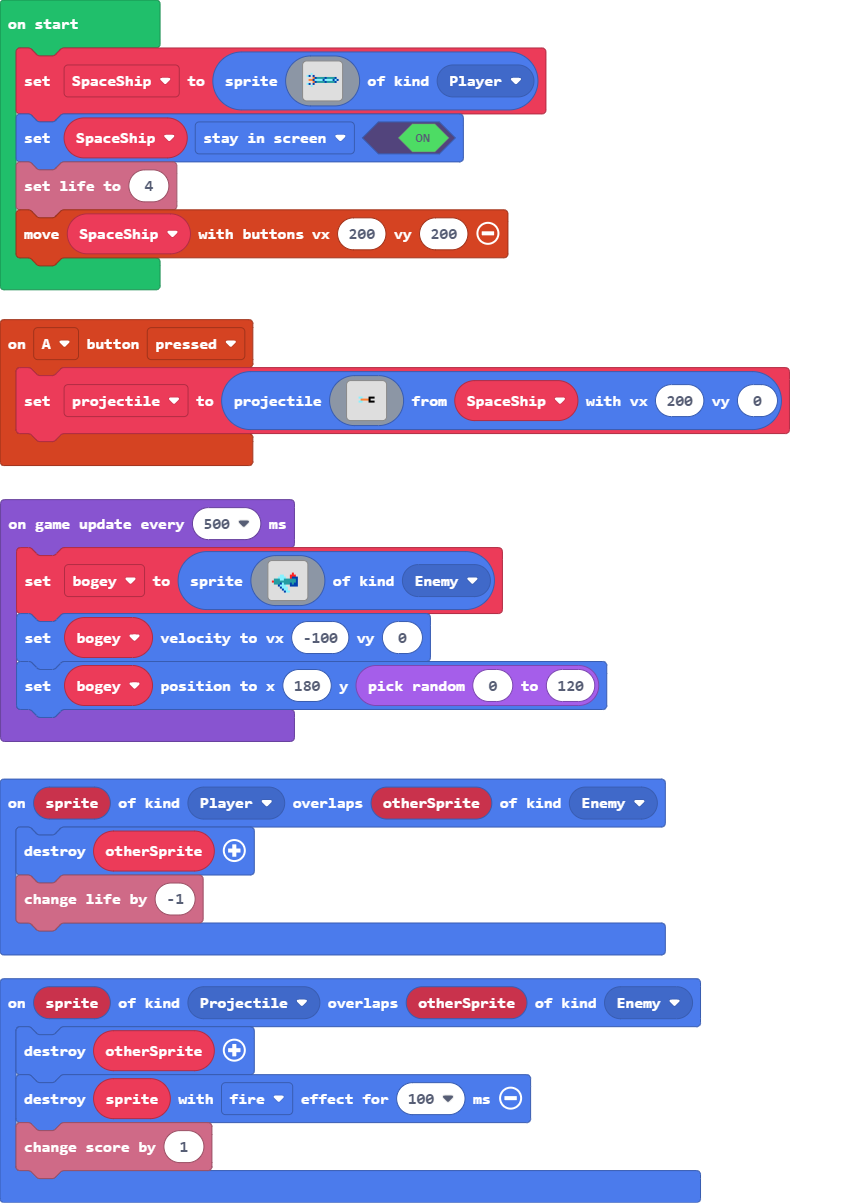 on start
set SpaceShip to sprite of kind Player
set SpaceShip stay in screen ON
set life to 4
move SpaceShip with buttons vx 200 vy 200
on A button pressed
set projectile to projectile from SpaceShip with vx 200 vy 0
on game update every 500 ms
set bogey to sprite of kind Enemy
set bogey velocity to vx -100 vy 0
set bogey position to x 180 y pick random 0 to 120
on sprite of kind Player overlaps otherSprite of kind Enemy
destroy otherSprite
change life by -1
on sprite of kind Projectile overlaps otherSprite of kind Enemy
destroy otherSprite
destroy sprite with fire effect for 100 ms
change score by 1